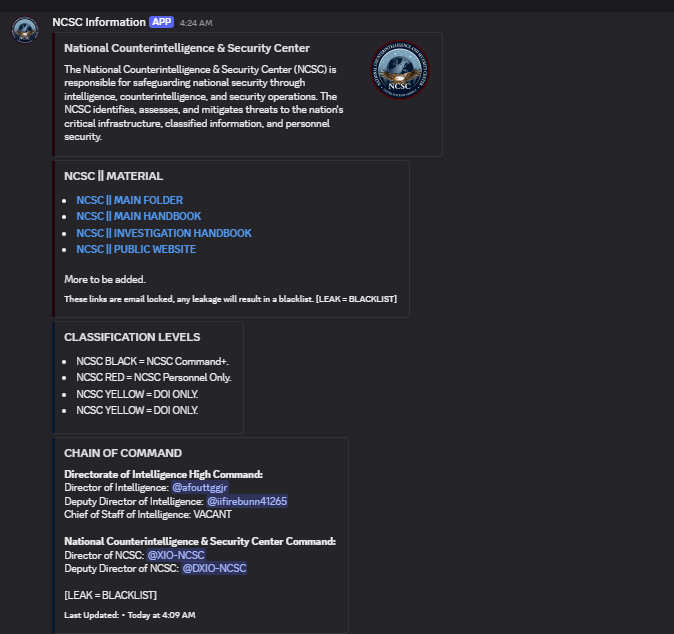 NCSC Information APP 4:24 AM
National Counterintelligence & Security Center
The National Counterintelligence & Security Center (NCSC) is
responsible for safeguarding national security through
intelligence, counterintelligence, and security operations. The
NCSC identifies, assesses, and mitigates threats to the nation's
critical infrastructure, classified information, and personnel
security.
NCSC
NCSC || MATERIAL
• NCSC || MAIN FOLDER
• NCSC || MAIN HANDBOOK
• NCSC || INVESTIGATION HANDBOOK
• NCSC || PUBLIC WEBSITE
More to be added.
These links are email locked, any leakage will result in a blacklist. [LEAK = BLACKLIST]
CLASSIFICATION LEVELS
• NCSC BLACK = NCSC Command+.
• NCSC RED = NCSC Personnel Only.
• NCSC YELLOW = DOI ONLY.
• NCSC YELLOW = DOI ONLY.
CHAIN OF COMMAND
Directorate of Intelligence High Command:
Director of Intelligence: @afouttggjr
Deputy Director of Intelligence: @iifirebunn41265
Chief of Staff of Intelligence: VACANT
National Counterintelligence & Security Center Command:
Director of NCSC: @XIO-NCSC
Deputy Director of NCSC: @DXIO-NCSC
[LEAK = BLACKLIST]
Last Updated: • Today at 4:09 AM